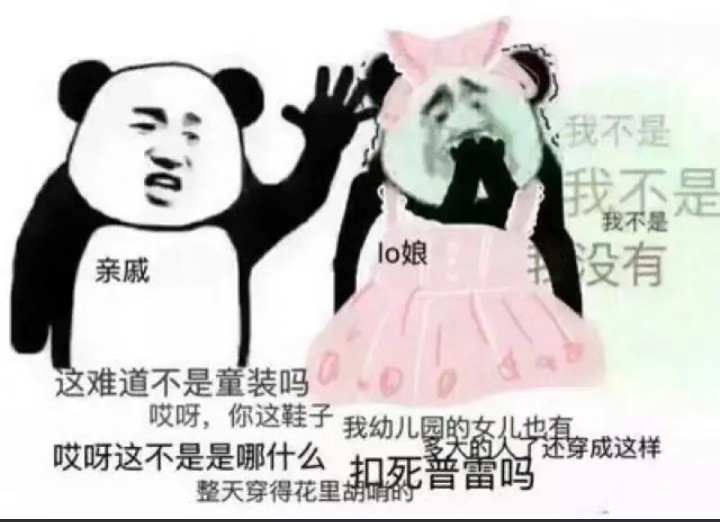 我不是
我不是
我不是
我没有
lo娘
亲戚
这难道不是童装吗
哎呀，你这鞋子
我幼儿园的女儿也有
多大的人了还穿成这样
哎呀这不是是哪什么
扣死普雷吗
整天穿得花里胡哨的